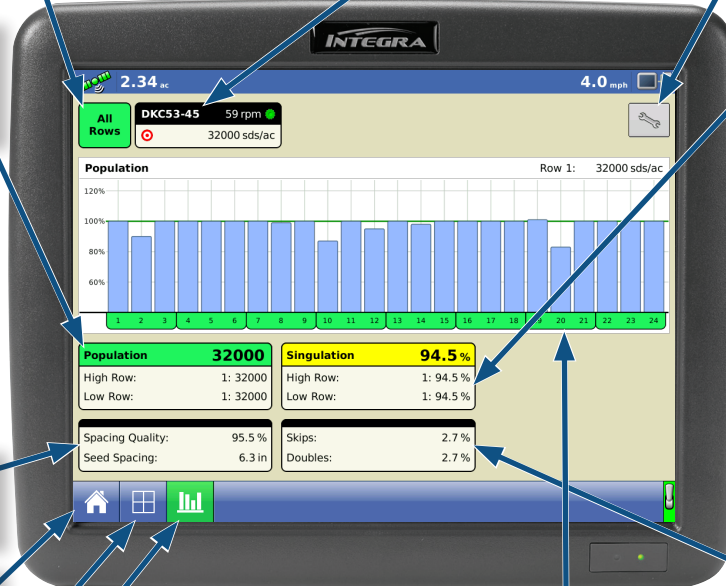 INTEGRA
2.34 ac 4.0 mph
All Rows
DKC53-45 59 rpm
32000 sds/ac
Population Row 1: 32000 sds/ac
120%
100%
80%
60%
1 2 3 4 5 6 7 8 9 10 11 12 13 14 15 16 17 18 19 20 21 22 23 24
Population 32000
High Row: 1: 32000
Low Row: 1: 32000
Singulation 94.5 %
High Row: 1: 94.5 %
Low Row: 1: 94.5 %
Spacing Quality: 95.5 %
Seed Spacing: 6.3 in
Skips: 2.7 %
Doubles: 2.7 %